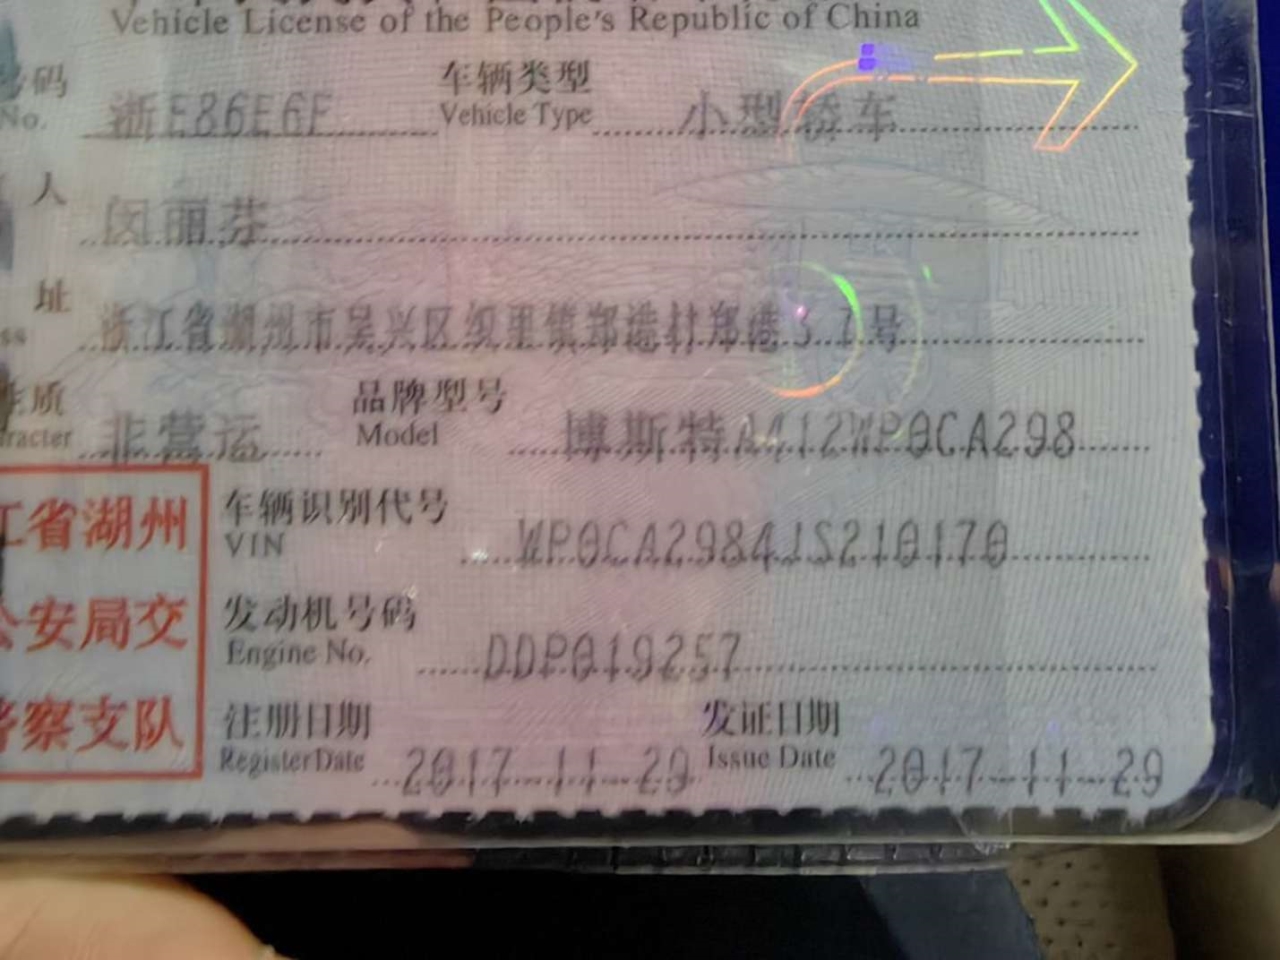 Vehicle License of the People's Republic of China
号码 浙E86E6F 车辆类型 小型轿车
No. Vehicle Type
人 闵丽芬
址 浙江省湖州市吴兴区织里镇郑港村郑港37号
ss
性质 非营运 品牌型号 博斯特A412WP0CA298
racter Model
江省湖州 车辆识别代号 WP0CA2984JS210170
VIN
公安局交 发动机号码 DDP019257
Engine No.
警察支队 注册日期 2017-11-29 发证日期 2017-11-29
Register Date Issue Date